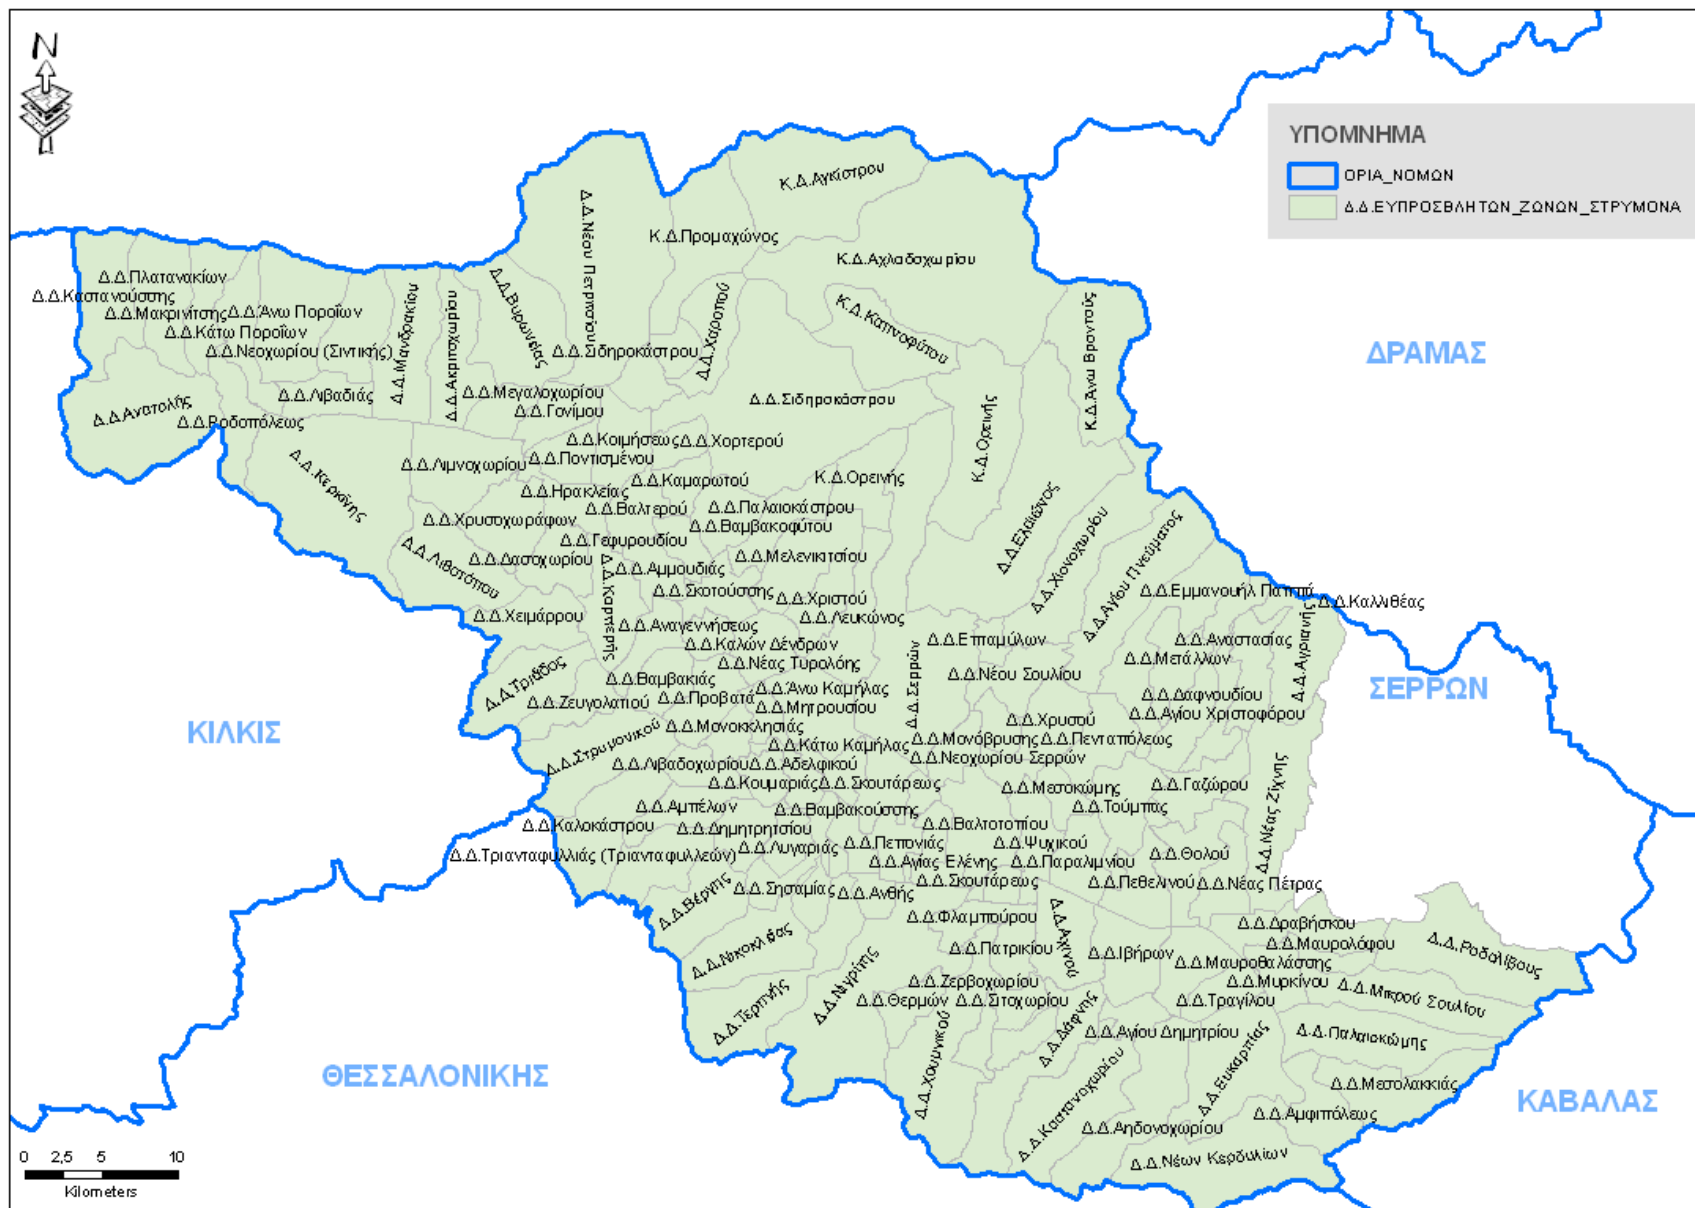 N
ΥΠΟΜΝΗΜΑ
ΟΡΙΑ_ΝΟΜΩΝ
Δ.Δ.ΕΥΠΡΟΣΒΛΗΤΩΝ_ΖΩΝΩΝ_ΣΤΡΥΜΟΝΑ
Κ.Δ.Αγκίστρου
Δ.Δ.Νέου Πετριτσίου
Κ.Δ.Προμαχώνος
Κ.Δ.Αχλαδοχωρίου
Δ.Δ.Πλατανακίων
Δ.Δ.Καστανούσσης
Δ.Δ.Μακρινίτσης
Δ.Δ.Άνω Ποροΐων
Δ.Δ.Κάτω Ποροΐων
Δ.Δ.Νεοχωρίου (Σιντικής)
Δ.Δ.Μανδρακίου
Δ.Δ.Ακριτοχωρίου
Δ.Δ.Βυρωνείας
Δ.Δ.Σιδηροκάστρου
Δ.Δ.Χαροπού
Κ.Δ.Καπνοφύτου
Κ.Δ.Άνω Βροντούς
ΔΡΑΜΑΣ
Δ.Δ.Λιβαδιάς
Δ.Δ.Μεγαλοχωρίου
Δ.Δ.Γονίμου
Δ.Δ.Σιδηροκάστρου
Δ.Δ.Ανατολής
Δ.Δ.Ροδοπόλεως
Δ.Δ.Κοιμήσεως
Δ.Δ.Χορτερού
Δ.Δ.Ποντισμένου
Δ.Δ.Λιμνοχωρίου
Δ.Δ.Κερκίνης
Δ.Δ.Καμαρωτού
Κ.Δ.Ορεινής
Κ.Δ.Ορεινής
Δ.Δ.Ηρακλείας
Δ.Δ.Βαλτερού
Δ.Δ.Παλαιοκάστρου
Δ.Δ.Χρυσοχωράφων
Δ.Δ.Βαμβακοφύτου
Δ.Δ.Γεφυρουδίου
Δ.Δ.Ελαιώνος
Δ.Δ.Χιονοχωρίου
Δ.Δ.Αγίου Πνεύματος
Δ.Δ.Λιθοτόπου
Δ.Δ.Δασοχωρίου
Δ.Δ.Μελενικιτσίου
Δ.Δ.Καρπερής
Δ.Δ.Αμμουδιάς
Δ.Δ.Σκοτούσσης
Δ.Δ.Χριστού
Δ.Δ.Εμμανουήλ Παππά
Δ.Δ.Καλλιθέας
Δ.Δ.Χειμάρρου
Δ.Δ.Λευκώνος
Δ.Δ.Αναγεννήσεως
Δ.Δ.Καλών Δένδρων
Δ.Δ.Επταμύλων
Δ.Δ.Αναστασίας
Δ.Δ.Αγριανής
Δ.Δ.Μετάλλων
Δ.Δ.Νέας Τυρολόης
Δ.Δ.Σερρών
Δ.Δ.Νέου Σουλίου
Δ.Δ.Τριάδος
Δ.Δ.Βαμβακιάς
Δ.Δ.Άνω Καμήλας
ΣΕΡΡΩΝ
Δ.Δ.Ζευγολατιού
Δ.Δ.Προβατά
Δ.Δ.Μητρουσίου
Δ.Δ.Δαφνουδίου
Δ.Δ.Αγίου Χριστοφόρου
Δ.Δ.Χρυσού
Δ.Δ.Μονοκκλησιάς
ΚΙΛΚΙΣ
Δ.Δ.Στρυμονικού
Δ.Δ.Κάτω Καμήλας
Δ.Δ.Μονόβρυσης
Δ.Δ.Πενταπόλεως
Δ.Δ.Νεοχωρίου Σερρών
Δ.Δ.Λιβαδοχωρίου
Δ.Δ.Αδελφικού
Δ.Δ.Κουμαριάς
Δ.Δ.Σκουτάρεως
Δ.Δ.Μεσοκώμης
Δ.Δ.Γαζώρου
Δ.Δ.Νέας Ζίχνης
Δ.Δ.Αμπέλων
Δ.Δ.Βαμβακούσσης
Δ.Δ.Τούμπας
Δ.Δ.Καλοκάστρου
Δ.Δ.Δημητριτσίου
Δ.Δ.Βαλτοτοπίου
Δ.Δ.Τριανταφυλλιάς (Τριανταφυλλεών)
Δ.Δ.Λυγαριάς
Δ.Δ.Πεπονιάς
Δ.Δ.Ψυχικού
Δ.Δ.Θολού
Δ.Δ.Αγίας Ελένης
Δ.Δ.Παραλιμνίου
Δ.Δ.Βέργης
Δ.Δ.Σησαμίας
Δ.Δ.Ανθής
Δ.Δ.Σκουτάρεως
Δ.Δ.Πεθελινού
Δ.Δ.Νέας Πέτρας
Δ.Δ.Φλαμπούρου
Δ.Δ.Αχινού
Δ.Δ.Δραβήσκου
Δ.Δ.Μαυρολόφου
Δ.Δ.Ροδολίβους
Δ.Δ.Νικοκλείας
Δ.Δ.Νιγρίτης
Δ.Δ.Πατρικίου
Δ.Δ.Ιβήρων
Δ.Δ.Μαυροθαλάσσης
Δ.Δ.Ζερβοχωρίου
Δ.Δ.Μυρκίνου
Δ.Δ.Μικρού Σουλίου
Δ.Δ.Τερπνής
Δ.Δ.Θερμών
Δ.Δ.Σιτοχωρίου
Δ.Δ.Τραγίλου
Δ.Δ.Χουμνικού
Δ.Δ.Δάφνης
Δ.Δ.Αγίου Δημητρίου
Δ.Δ.Ευκαρπίας
Δ.Δ.Παλαιοκώμης
ΘΕΣΣΑΛΟΝΙΚΗΣ
Δ.Δ.Μεσολακκιάς
ΚΑΒΑΛΑΣ
Δ.Δ.Καστανοχωρίου
Δ.Δ.Αμφιπόλεως
Δ.Δ.Αηδονοχωρίου
Δ.Δ.Νέων Κερδυλίων
0 2,5 5 10
Kilometers